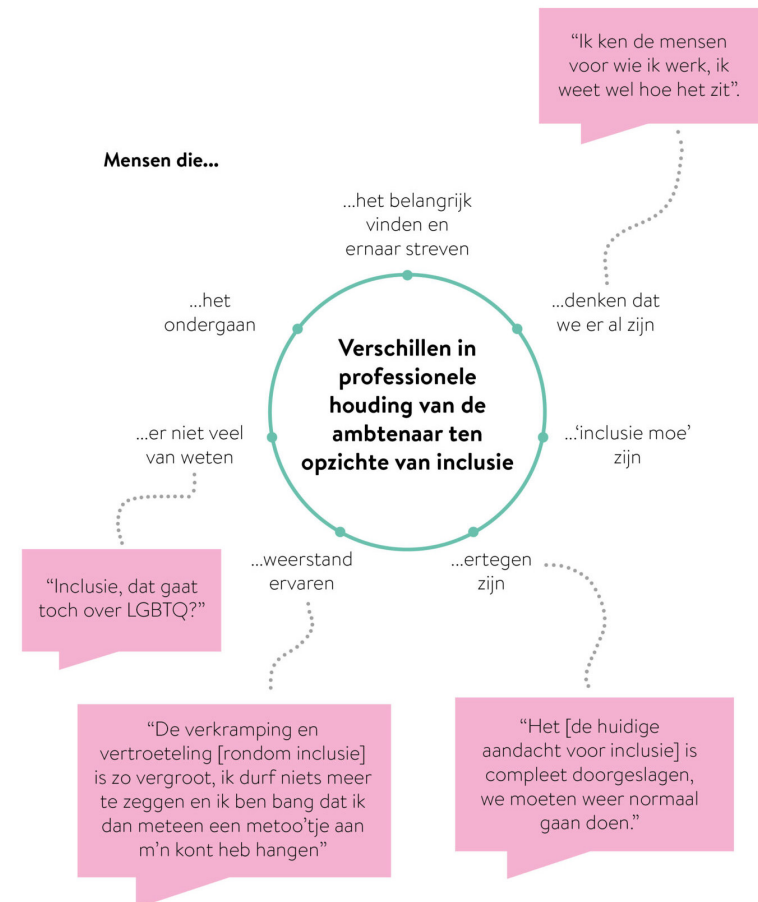 “Ik ken de mensen
voor wie ik werk, ik
weet wel hoe het zit”.
Mensen die...
...het belangrijk
vinden en
ernaar streven
...het
ondergaan
...denken dat
we er al zijn
Verschillen in
professionele
houding van de
ambtenaar ten
opzichte van inclusie
...er niet veel
van weten
...‘inclusie moe’
zijn
...weerstand
ervaren
...ertegen
zijn
“Inclusie, dat gaat
toch over LGBTQ?”
“De verkramping en
vertroeteling [rondom inclusie]
is zo vergroot, ik durf niets meer
te zeggen en ik ben bang dat ik
dan meteen een metoo’tje aan
m’n kont heb hangen”
“Het [de huidige
aandacht voor inclusie] is
compleet doorgeslagen,
we moeten weer normaal
gaan doen.”